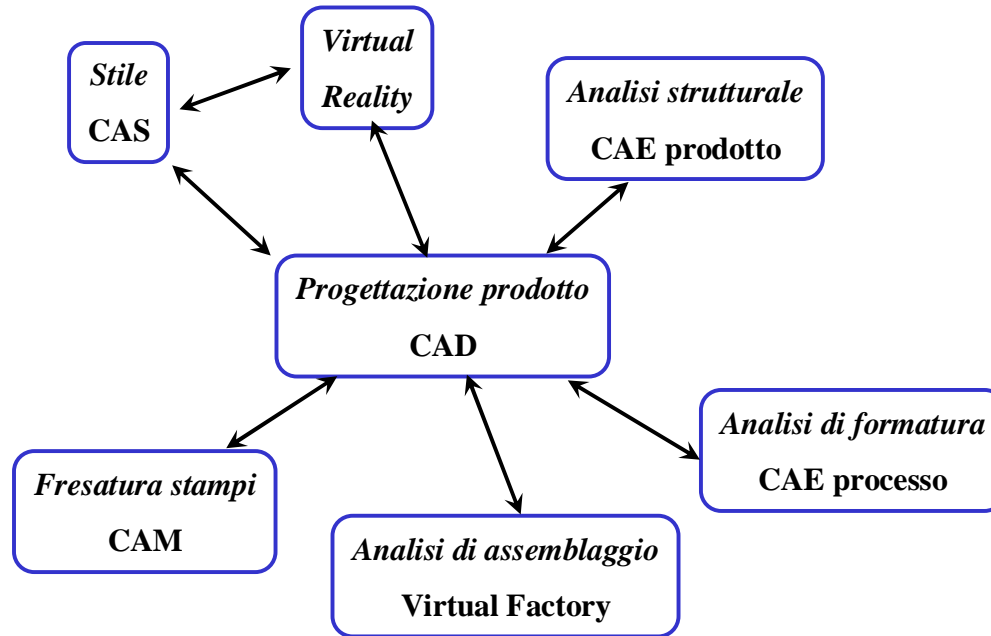 Stile
CAS
Virtual
Reality
Analisi strutturale
CAE prodotto
Progettazione prodotto
CAD
Fresatura stampi
CAM
Analisi di assemblaggio
Virtual Factory
Analisi di formatura
CAE processo